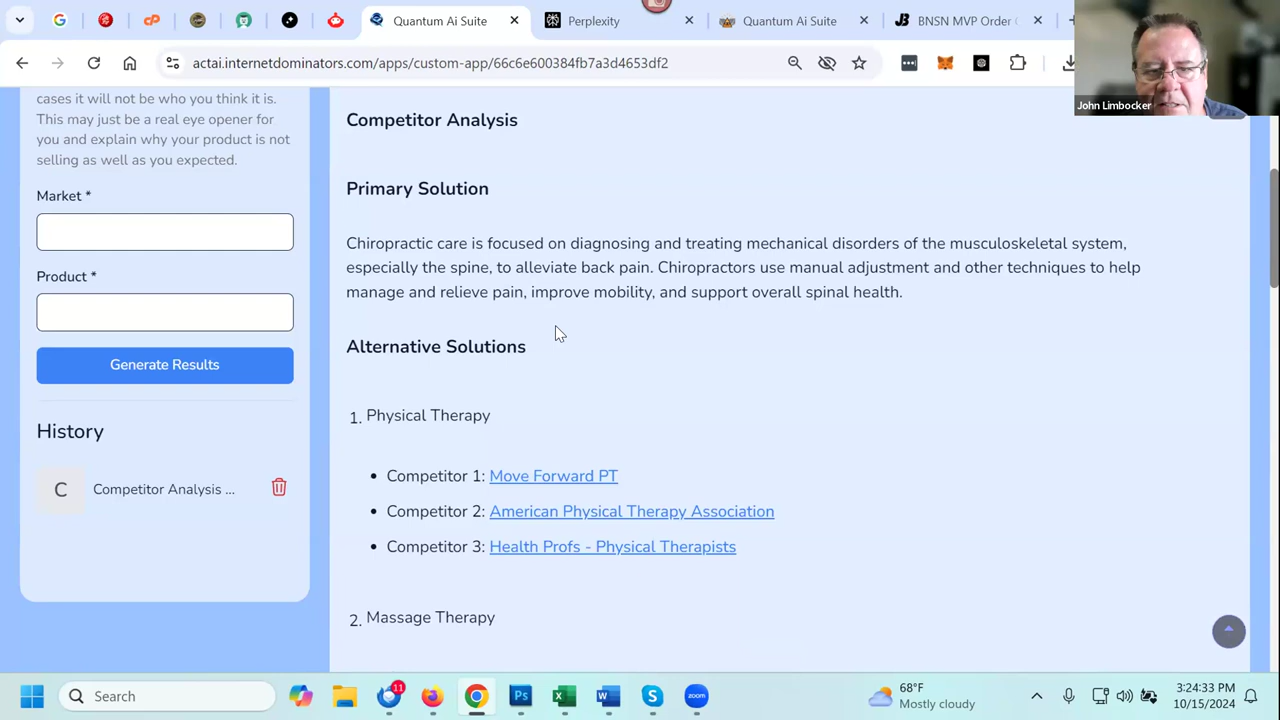 Quantum Ai Suite
Perplexity
Quantum Ai Suite
BNSN MVP Order
actai.internetdominators.com/apps/custom-app/66c6e600384fb7a3d4653df2
John Limbocker
cases it will not be who you think it is.
This may just be a real eye opener for
you and explain why your product is not
selling as well as you expected.
Market *
Product *
Generate Results
History
C
Competitor Analysis ...
Competitor Analysis
Primary Solution
Chiropractic care is focused on diagnosing and treating mechanical disorders of the musculoskeletal system,
especially the spine, to alleviate back pain. Chiropractors use manual adjustment and other techniques to help
manage and relieve pain, improve mobility, and support overall spinal health.
Alternative Solutions
1. Physical Therapy
• Competitor 1: Move Forward PT
• Competitor 2: American Physical Therapy Association
• Competitor 3: Health Profs - Physical Therapists
2. Massage Therapy
Search
11
68°F
Mostly cloudy
3:24:33 PM
10/15/2024